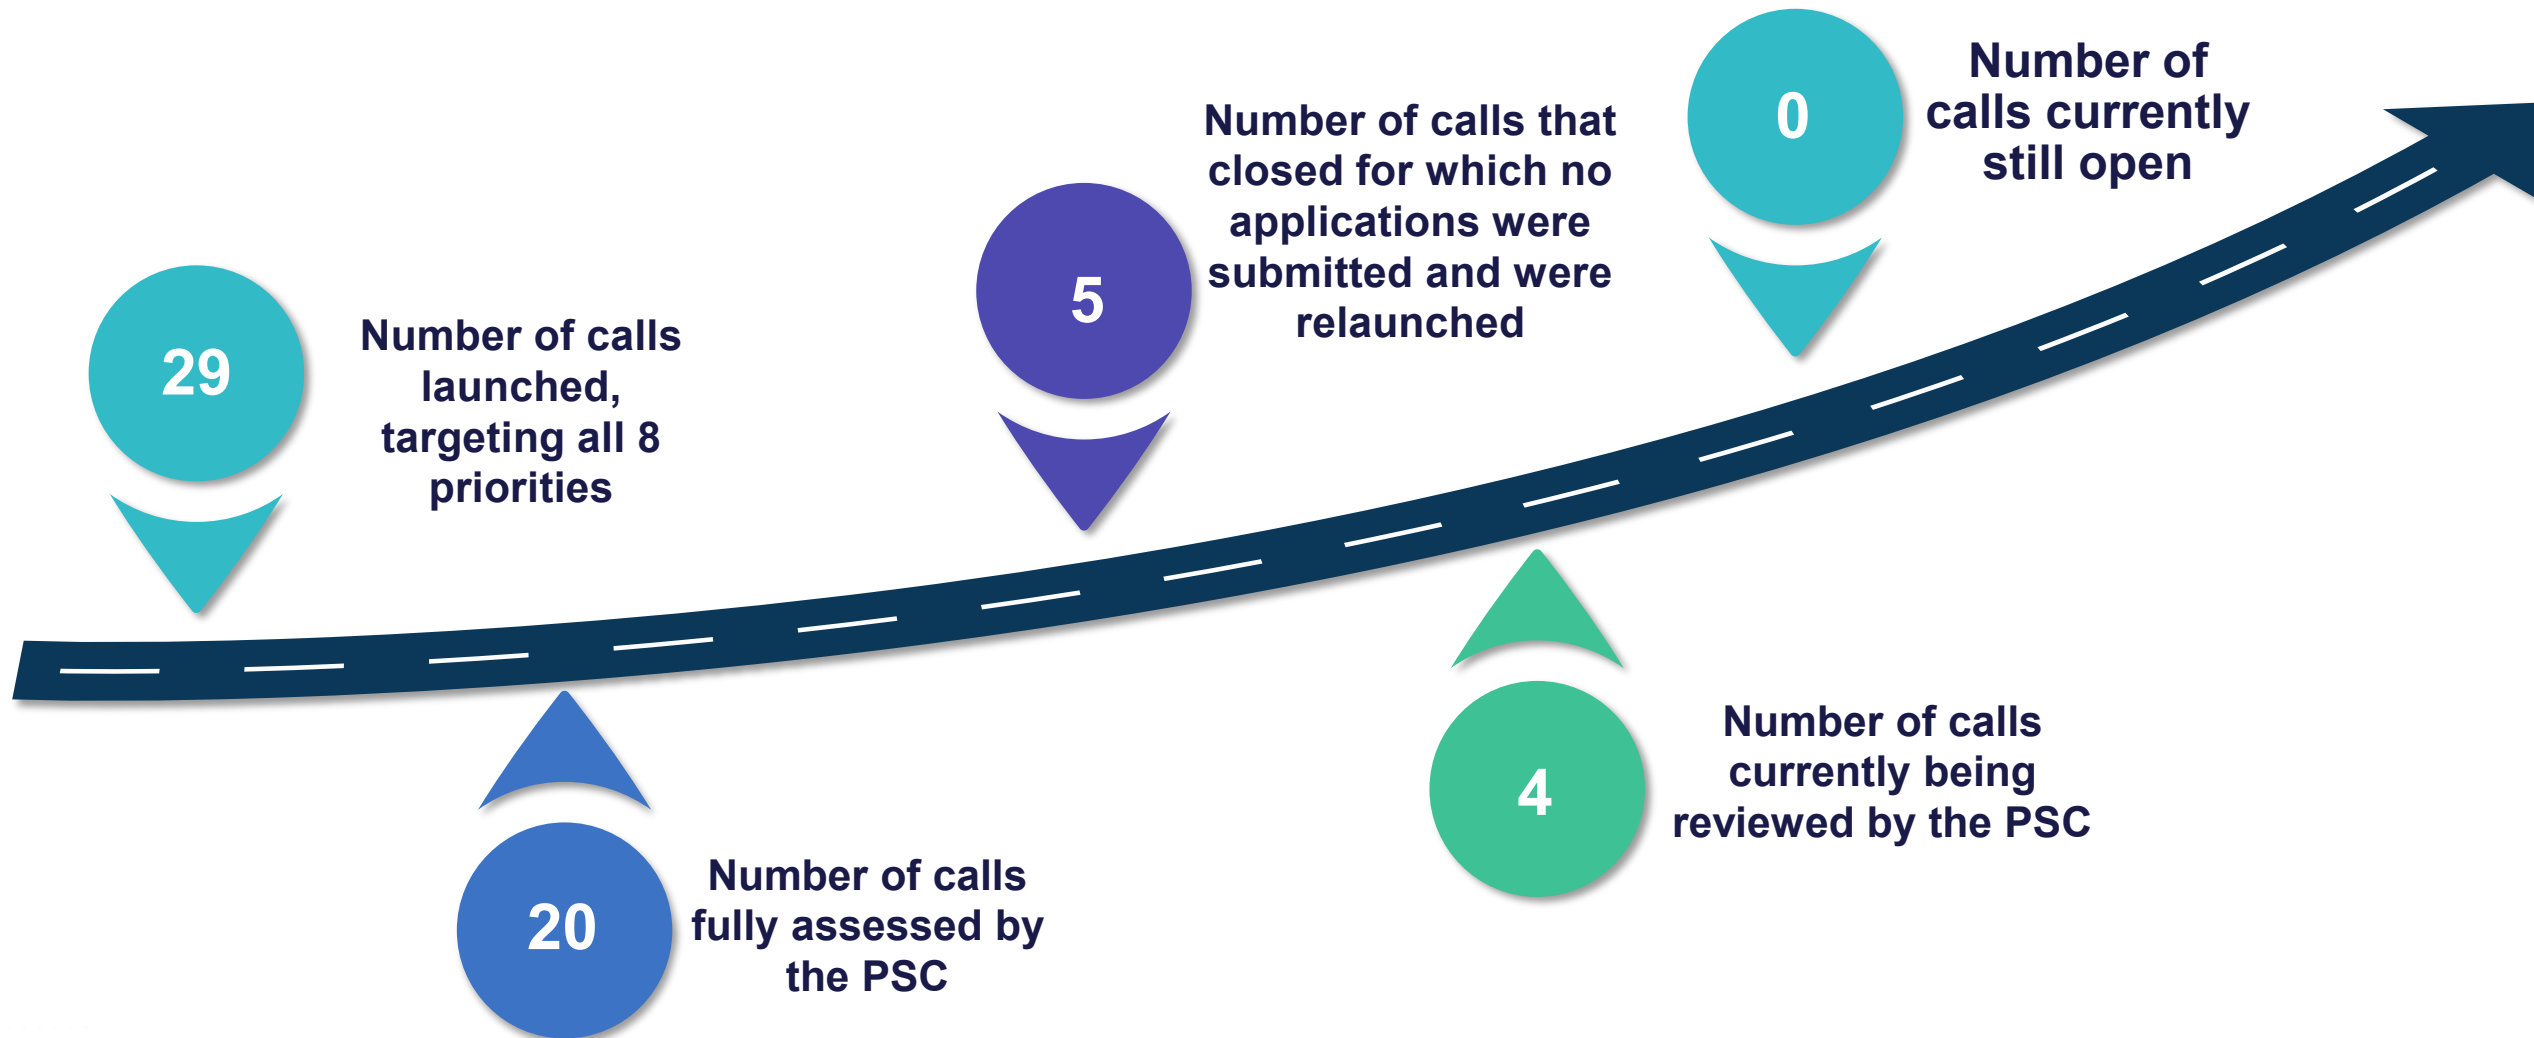 29
Number of calls
launched,
targeting all 8
priorities
20
Number of calls
fully assessed by
the PSC
5
Number of calls that
closed for which no
applications were
submitted and were
relaunched
4
Number of calls
currently being
reviewed by the PSC
0
Number of
calls currently
still open